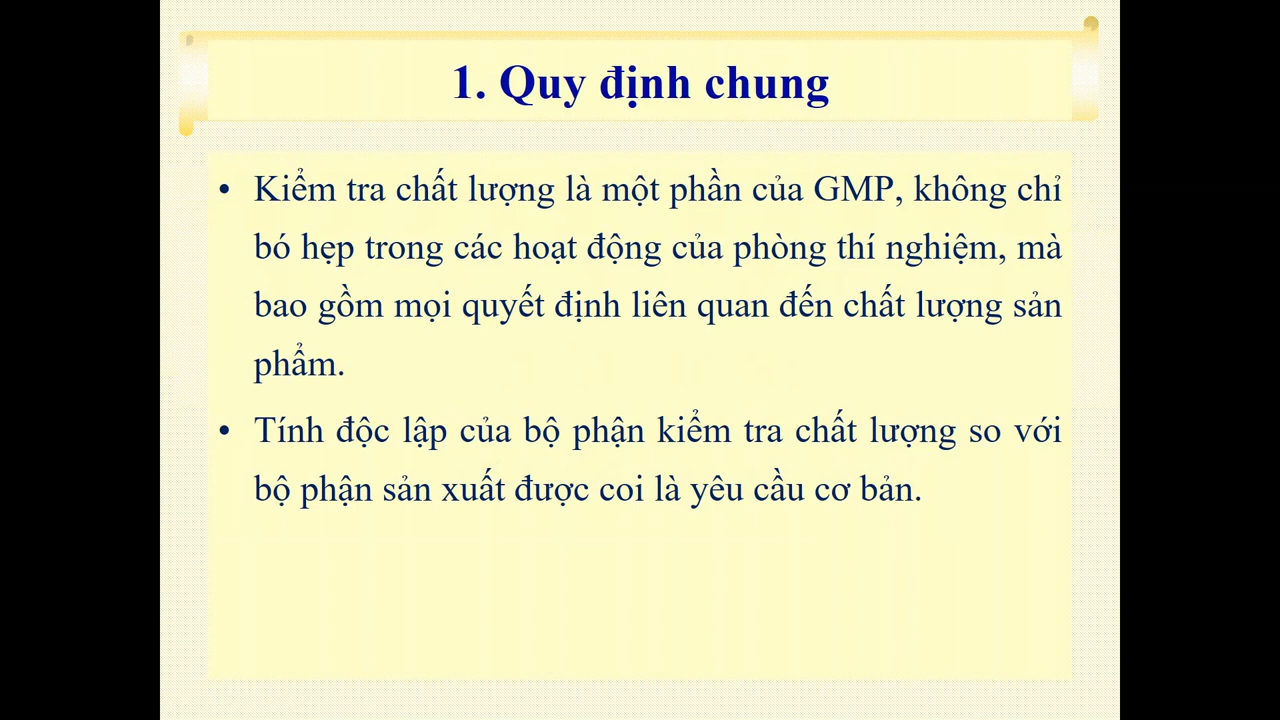 1. Quy định chung
• Kiểm tra chất lượng là một phần của GMP, không chỉ
bó hẹp trong các hoạt động của phòng thí nghiệm, mà
bao gồm mọi quyết định liên quan đến chất lượng sản
phẩm.
• Tính độc lập của bộ phận kiểm tra chất lượng so với
bộ phận sản xuất được coi là yêu cầu cơ bản.